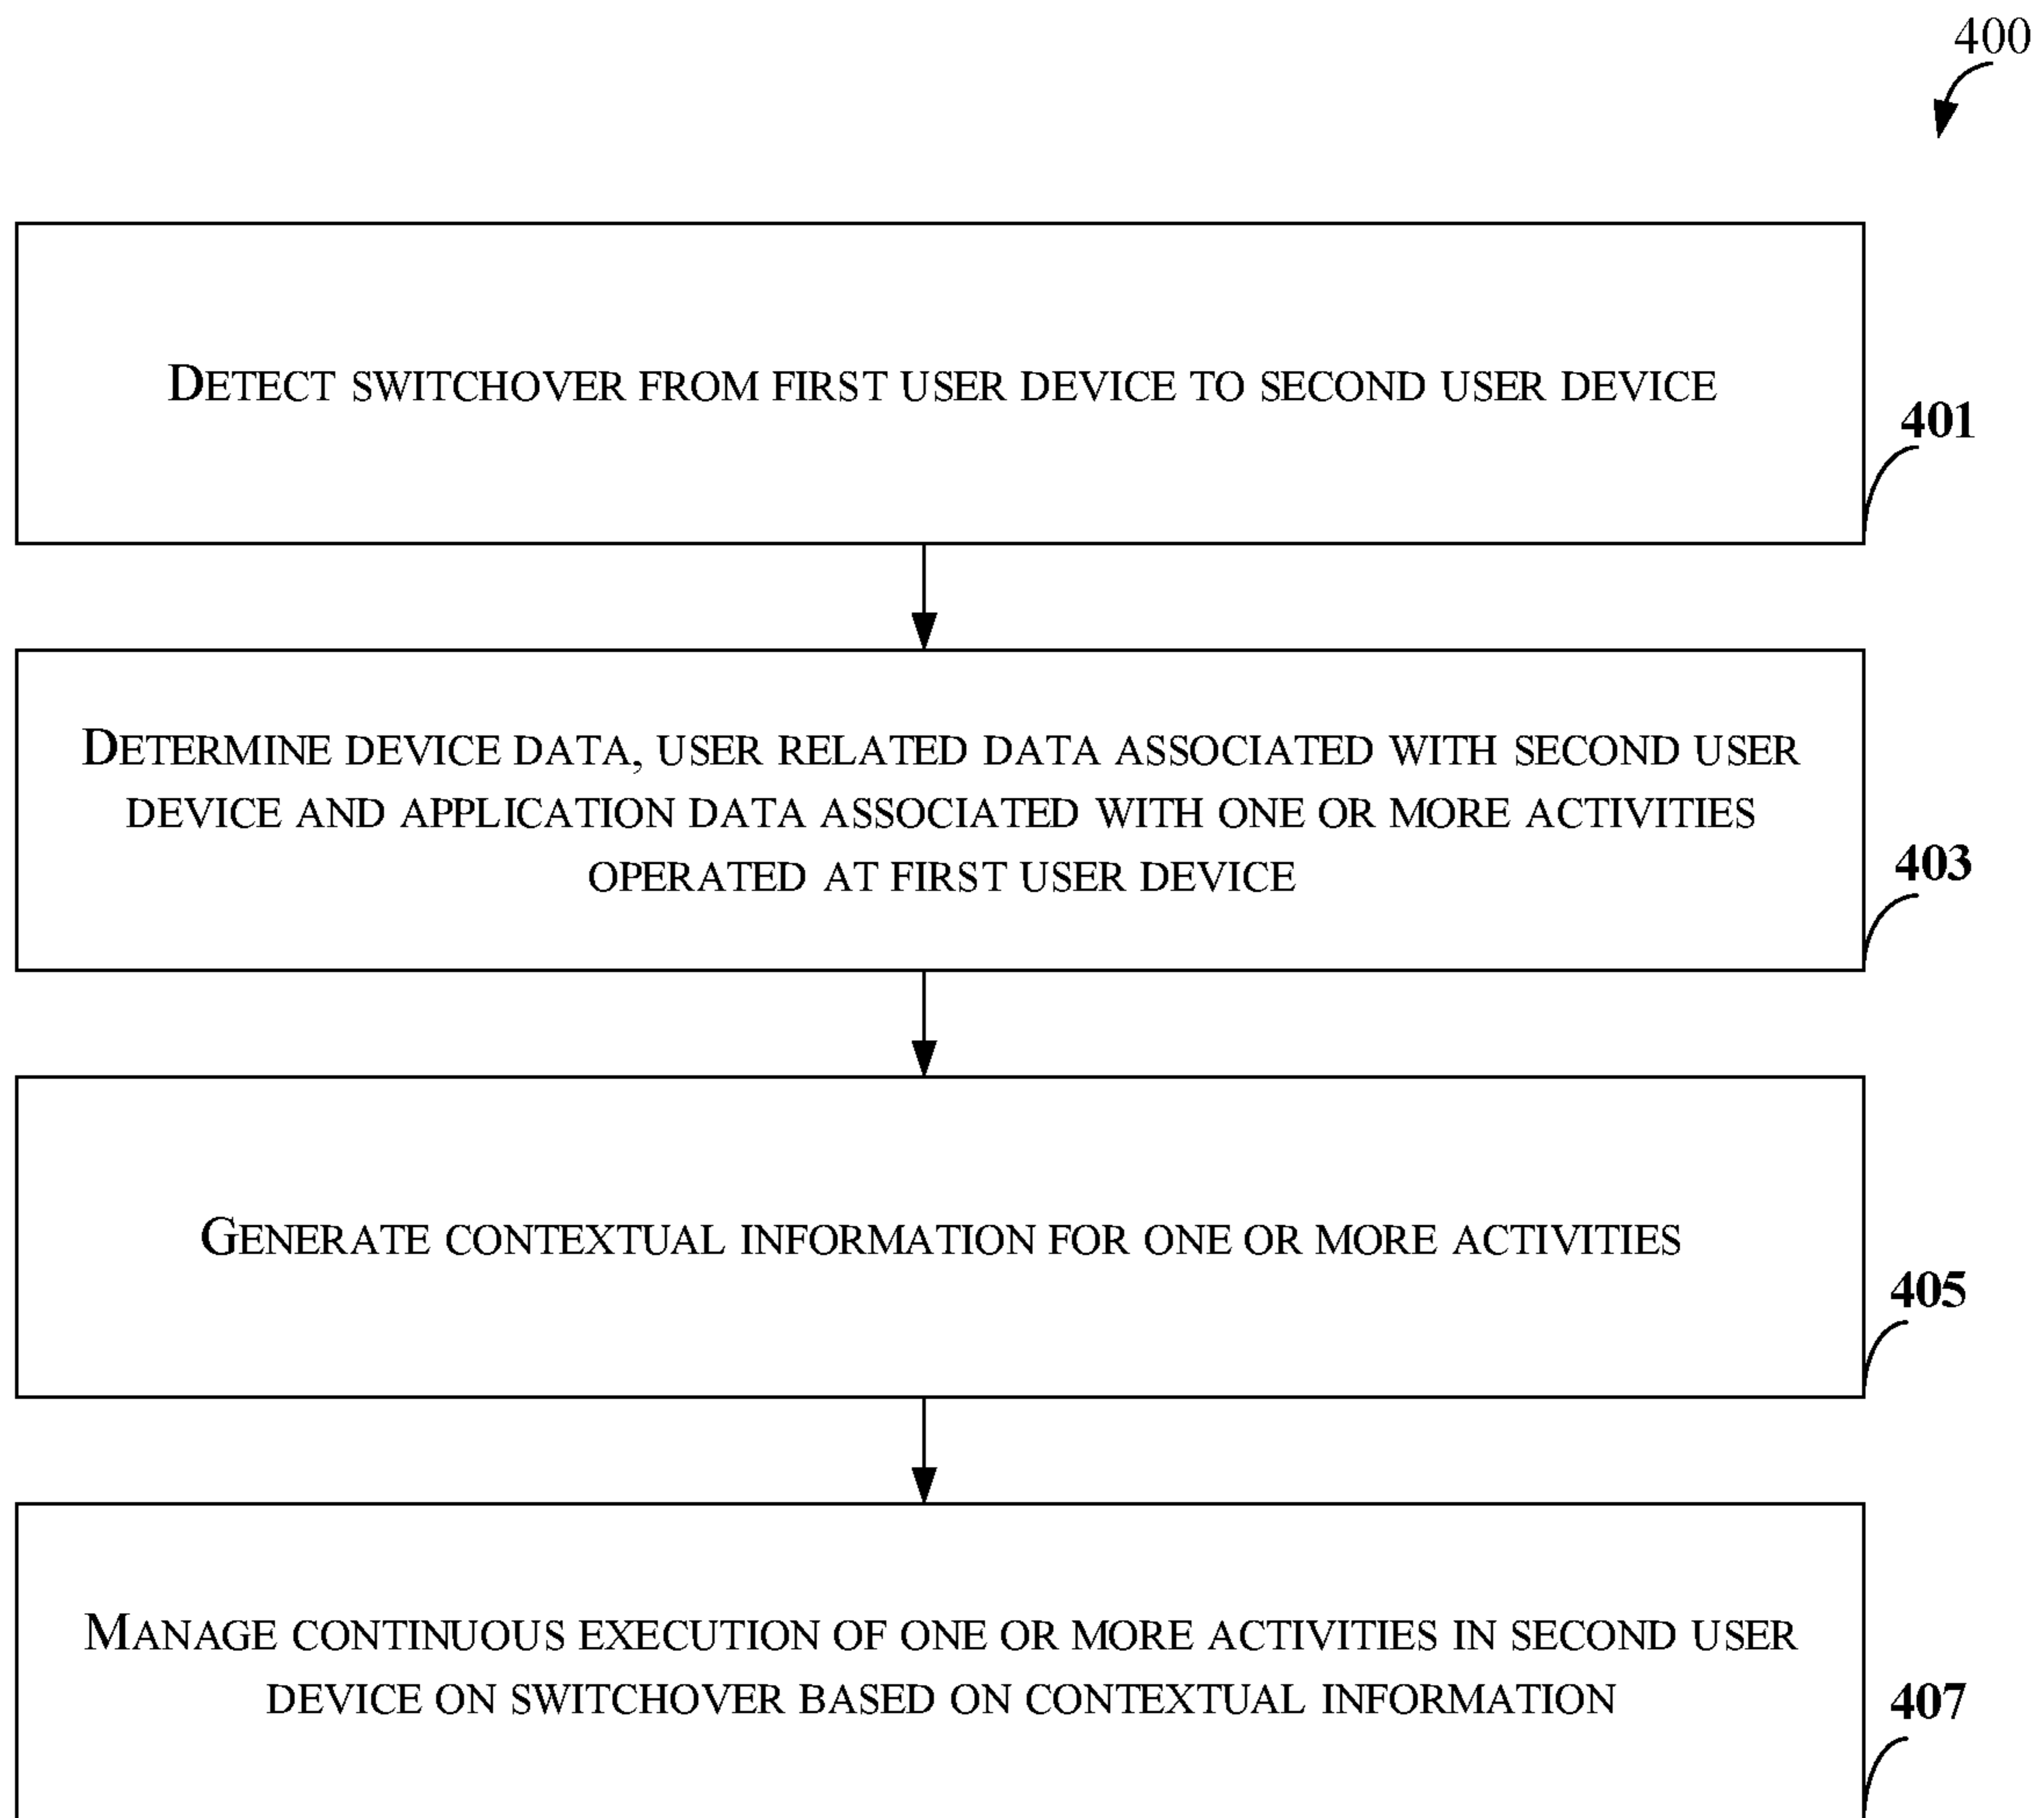 400
DETECT SWITCHOVER FROM FIRST USER DEVICE TO SECOND USER DEVICE
401
DETERMINE DEVICE DATA, USER RELATED DATA ASSOCIATED WITH SECOND USER
DEVICE AND APPLICATION DATA ASSOCIATED WITH ONE OR MORE ACTIVITIES
OPERATED AT FIRST USER DEVICE
403
GENERATE CONTEXTUAL INFORMATION FOR ONE OR MORE ACTIVITIES
405
MANAGE CONTINUOUS EXECUTION OF ONE OR MORE ACTIVITIES IN SECOND USER
DEVICE ON SWITCHOVER BASED ON CONTEXTUAL INFORMATION
407